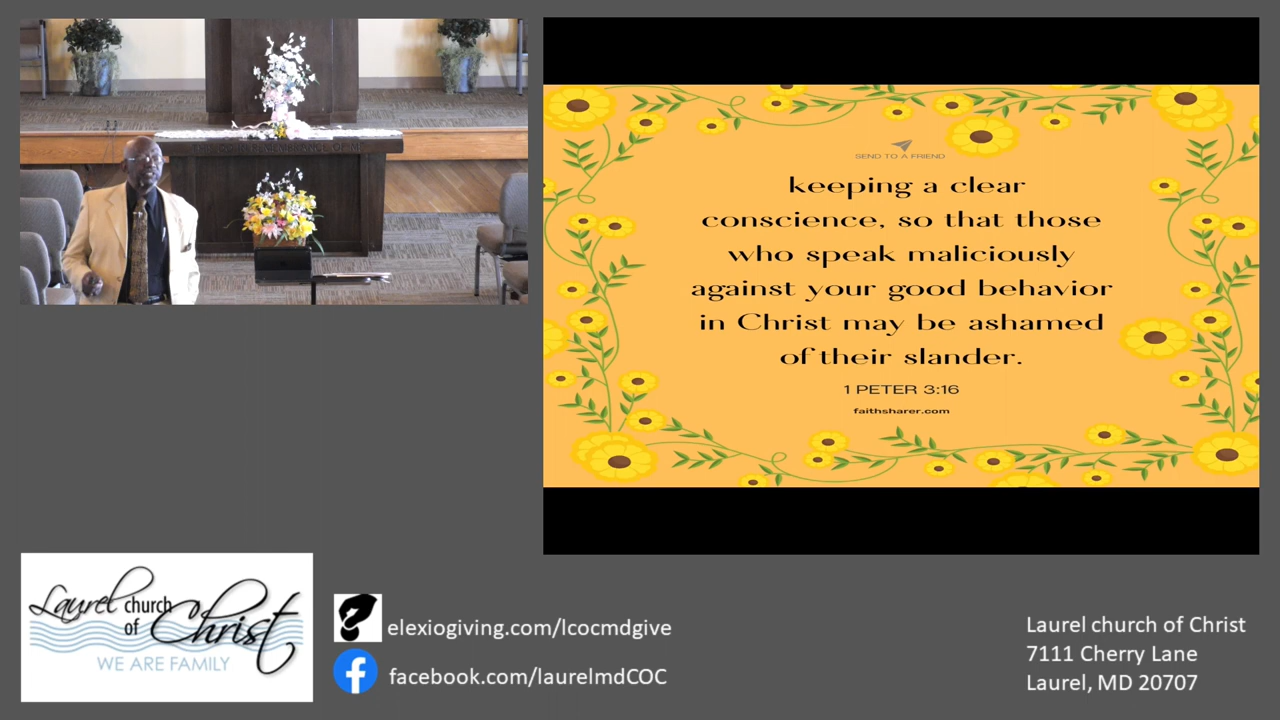 SEND TO A FRIEND
keeping a clear
conscience, so that those
who speak maliciously
against your good behavior
in Christ may be ashamed
of their slander.
1 PETER 3:16
faithsharer.com
Laurel church
of Christ
WE ARE FAMILY
elexiogiving.com/lcocmdgive
facebook.com/laurelmdCOC
Laurel church of Christ
7111 Cherry Lane
Laurel, MD 20707